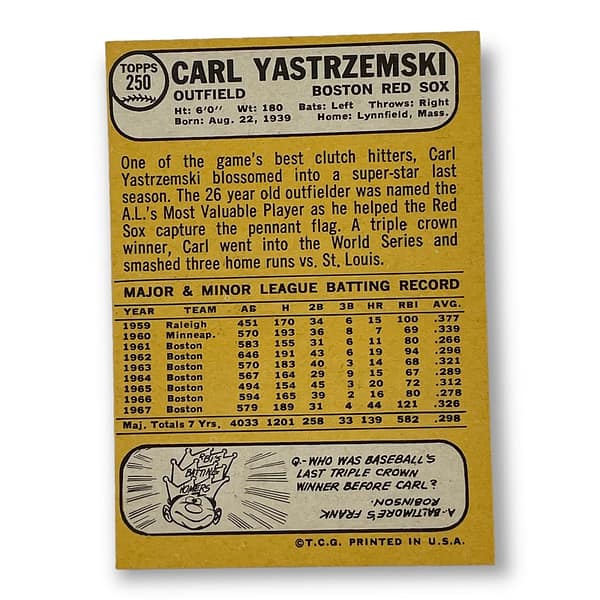 TOPPS
250
CARL YASTRZEMSKI
OUTFIELD BOSTON RED SOX
Ht: 6'0" Wt: 180 Bats: Left Throws: Right
Born: Aug. 22, 1939 Home: Lynnfield, Mass.
One of the game's best clutch hitters, Carl
Yastrzemski blossomed into a super-star last
season. The 26 year old outfielder was named the
A.L.'s Most Valuable Player as he helped the Red
Sox capture the pennant flag. A triple crown
winner, Carl went into the World Series and
smashed three home runs vs. St. Louis.
MAJOR & MINOR LEAGUE BATTING RECORD
YEAR TEAM AB H 2B 3B HR RBI AVG.
1959 Raleigh 451 170 34 6 15 100 .377
1960 Minneap. 570 193 36 8 7 69 .339
1961 Boston 583 155 31 6 11 80 .266
1962 Boston 646 191 43 6 19 94 .296
1963 Boston 570 183 40 3 14 68 .321
1964 Boston 567 164 29 9 15 67 .289
1965 Boston 494 154 45 3 20 72 .312
1966 Boston 594 165 39 2 16 80 .278
1967 Boston 579 189 31 4 44 121 .326
Maj. Totals 7 Yrs. 4033 1201 258 33 139 582 .298
RBI'S
BATTING
HOMERS
Q-WHO WAS BASEBALL'S
LAST TRIPLE CROWN
WINNER BEFORE CARL?
A-BALTIMORE'S FRANK
ROBINSON.
©T.C.G. PRINTED IN U.S.A.